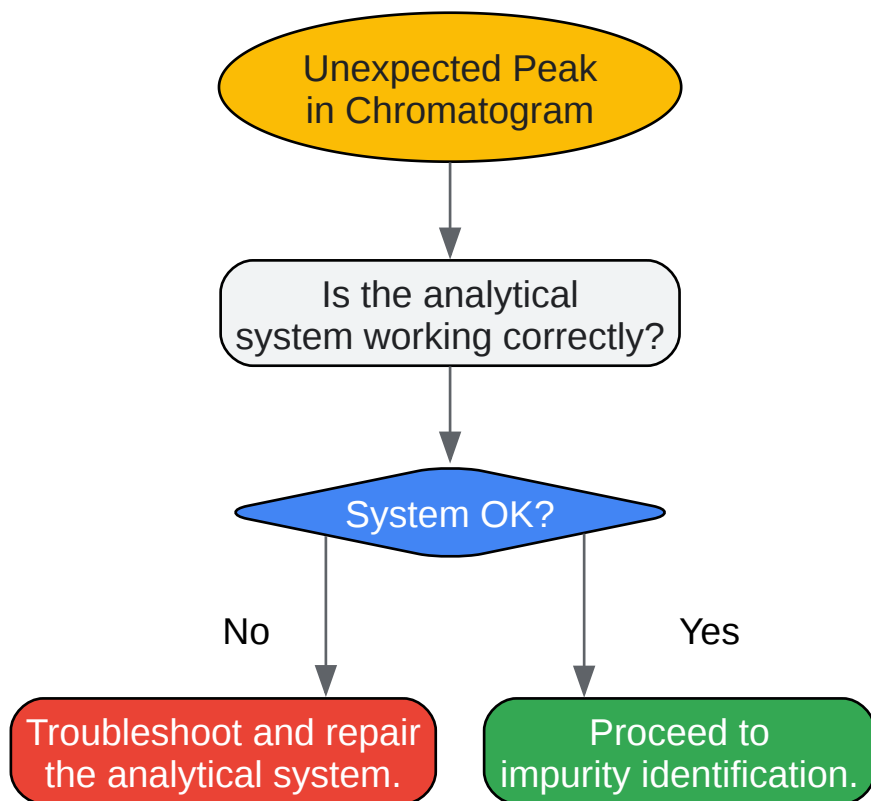 Unexpected Peak
in Chromatogram
Is the analytical
system working correctly?
System OK?
No
Yes
Troubleshoot and repair
the analytical system.
Proceed to
impurity identification.